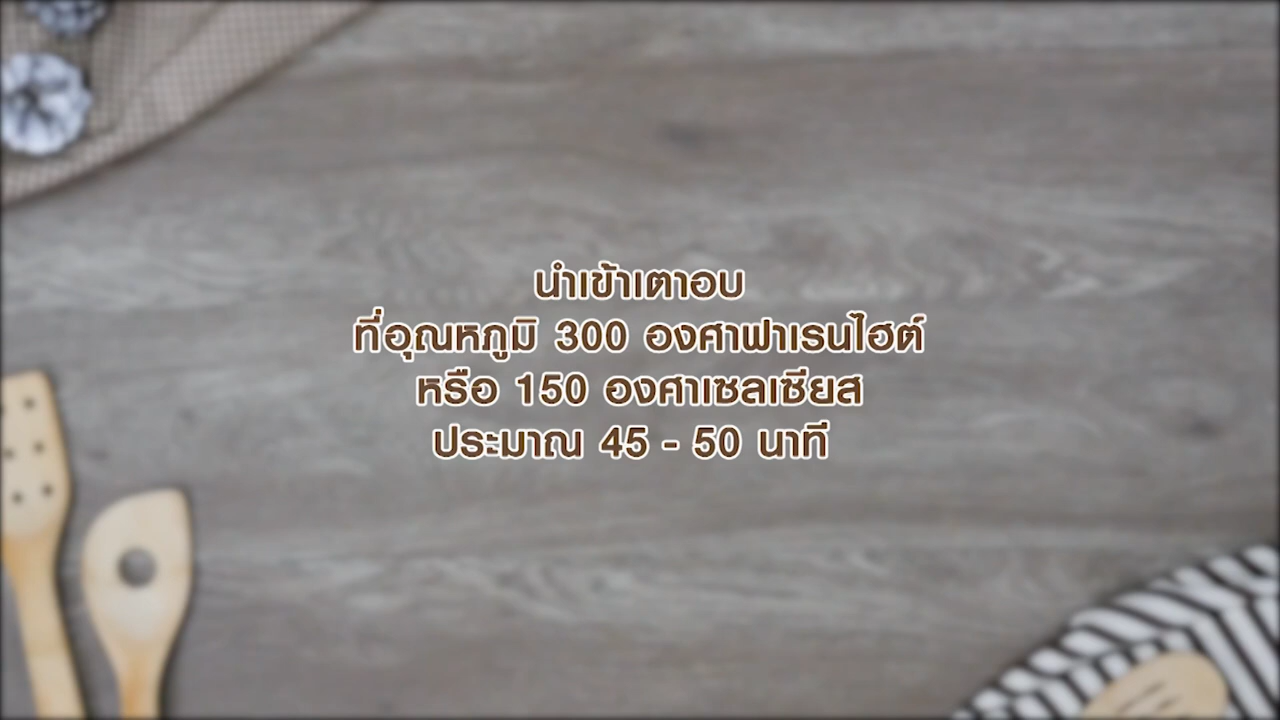 นำเข้าเตาอบ
ที่อุณหภูมิ 300 องศาฟาเรนไฮต์
หรือ 150 องศาเซลเซียส
ประมาณ 45 - 50 นาที